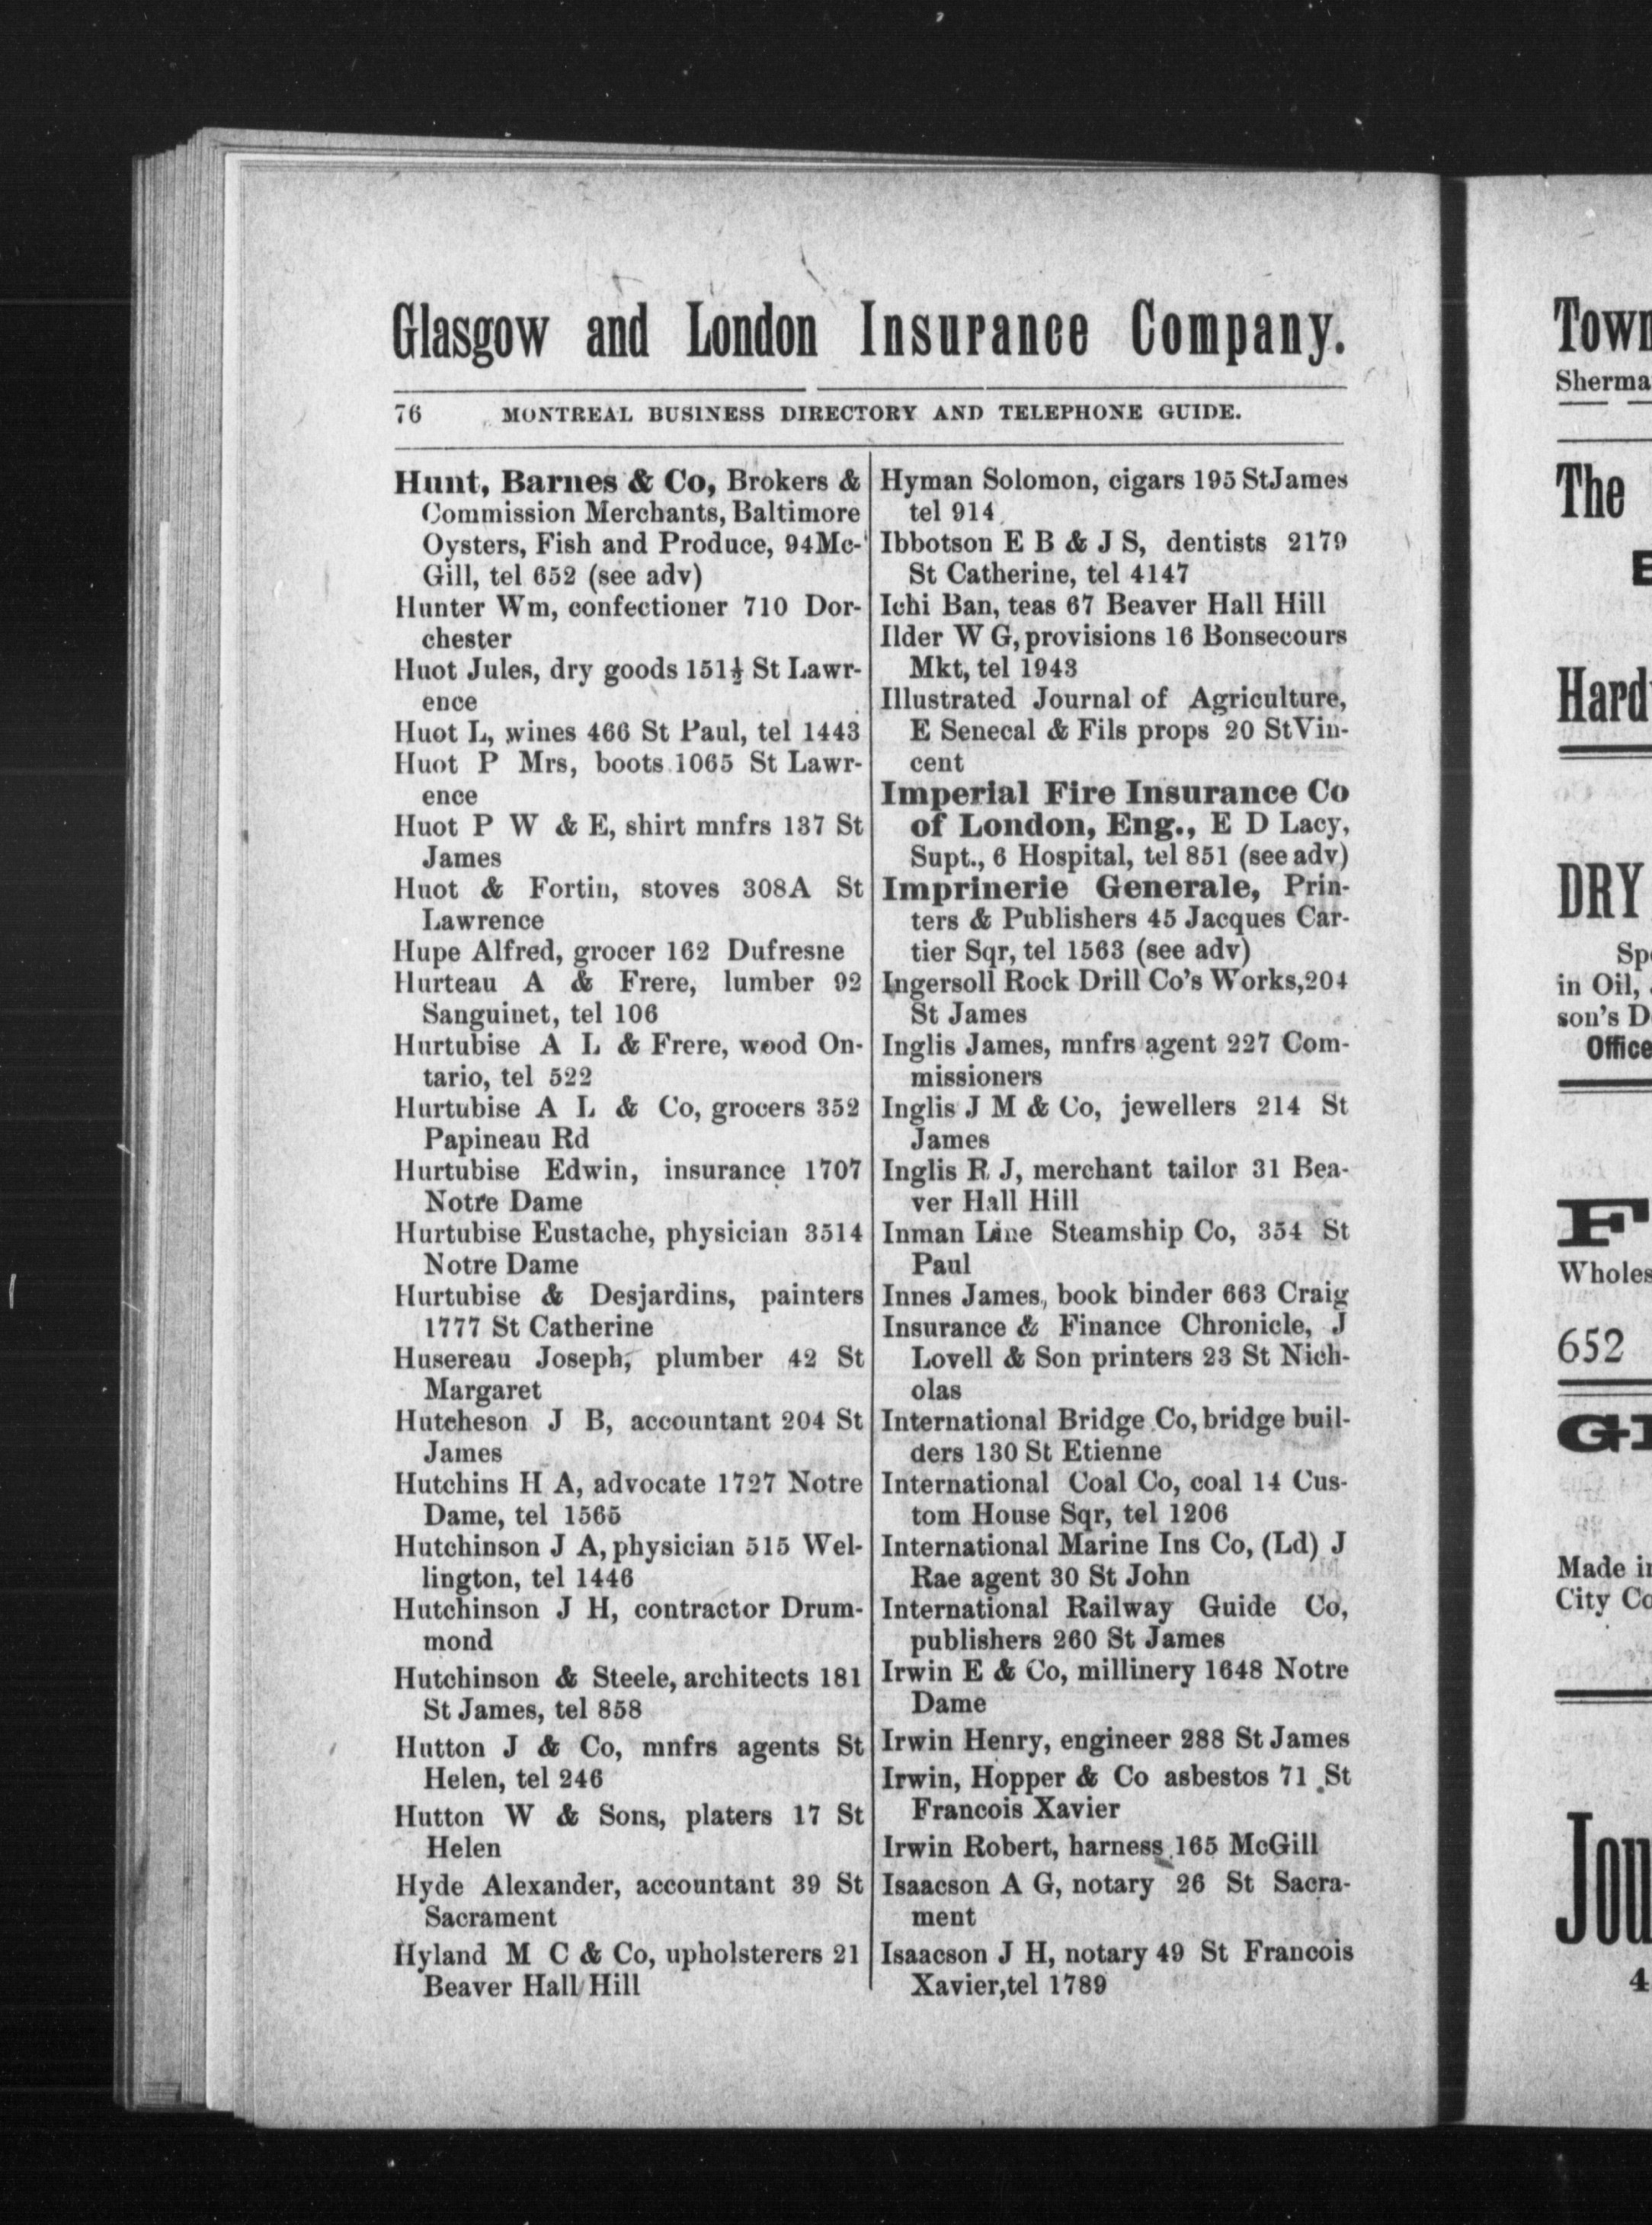 Glasgow and London Insurance Company.
76 MONTREAL BUSINESS DIRECTORY AND TELEPHONE GUIDE.
Hunt, Barnes & Co, Brokers &
Commission Merchants, Baltimore
Oysters, Fish and Produce, 94Mc-
Gill, tel 652 (see adv)
Hunter Wm, confectioner 710 Dor-
chester
Huot Jules, dry goods 151½ St Lawr-
ence
Huot L, wines 466 St Paul, tel 1443
Huot P Mrs, boots 1065 St Lawr-
ence
Huot P W & E, shirt mnfrs 137 St
James
Huot & Fortin, stoves 308A St
Lawrence
Hupe Alfred, grocer 162 Dufresne
Hurteau A & Frere, lumber 92
Sanguinet, tel 106
Hurtubise A L & Frere, wood On-
tario, tel 522
Hurtubise A L & Co, grocers 352
Papineau Rd
Hurtubise Edwin, insurance 1707
Notre Dame
Hurtubise Eustache, physician 3514
Notre Dame
Hurtubise & Desjardins, painters
1777 St Catherine
Husereau Joseph, plumber 42 St
Margaret
Hutcheson J B, accountant 204 St
James
Hutchins H A, advocate 1727 Notre
Dame, tel 1565
Hutchinson J A, physician 515 Wel-
lington, tel 1446
Hutchinson J H, contractor Drum-
mond
Hutchinson & Steele, architects 181
St James, tel 858
Hutton J & Co, mnfrs agents St
Helen, tel 246
Hutton W & Sons, platers 17 St
Helen
Hyde Alexander, accountant 39 St
Sacrament
Hyland M C & Co, upholsterers 21
Beaver Hall Hill
Hyman Solomon, cigars 195 StJames
tel 914
Ibbotson E B & J S, dentists 2179
St Catherine, tel 4147
Ichi Ban, teas 67 Beaver Hall Hill
Ilder W G, provisions 16 Bonsecours
Mkt, tel 1943
Illustrated Journal of Agriculture,
E Senecal & Fils props 20 StVin-
cent
Imperial Fire Insurance Co
of London, Eng., E D Lacy,
Supt., 6 Hospital, tel 851 (see adv)
Imprinerie Generale, Prin-
ters & Publishers 45 Jacques Car-
tier Sqr, tel 1563 (see adv)
Ingersoll Rock Drill Co's Works,204
St James
Inglis James, mnfrs agent 227 Com-
missioners
Inglis J M & Co, jewellers 214 St
James
Inglis R J, merchant tailor 31 Bea-
ver Hall Hill
Inman Line Steamship Co, 354 St
Paul
Innes James, book binder 663 Craig
Insurance & Finance Chronicle, J
Lovell & Son printers 23 St Nich-
olas
International Bridge Co, bridge buil-
ders 130 St Etienne
International Coal Co, coal 14 Cus-
tom House Sqr, tel 1206
International Marine Ins Co, (Ld) J
Rae agent 30 St John
International Railway Guide Co,
publishers 260 St James
Irwin E & Co, millinery 1648 Notre
Dame
Irwin Henry, engineer 288 St James
Irwin, Hopper & Co asbestos 71 St
Francois Xavier
Irwin Robert, harness 165 McGill
Isaacson A G, notary 26 St Sacra-
ment
Isaacson J H, notary 49 St Francois
Xavier,tel 1789
The
DRY
in Oil,
son's
652
Made
City
4